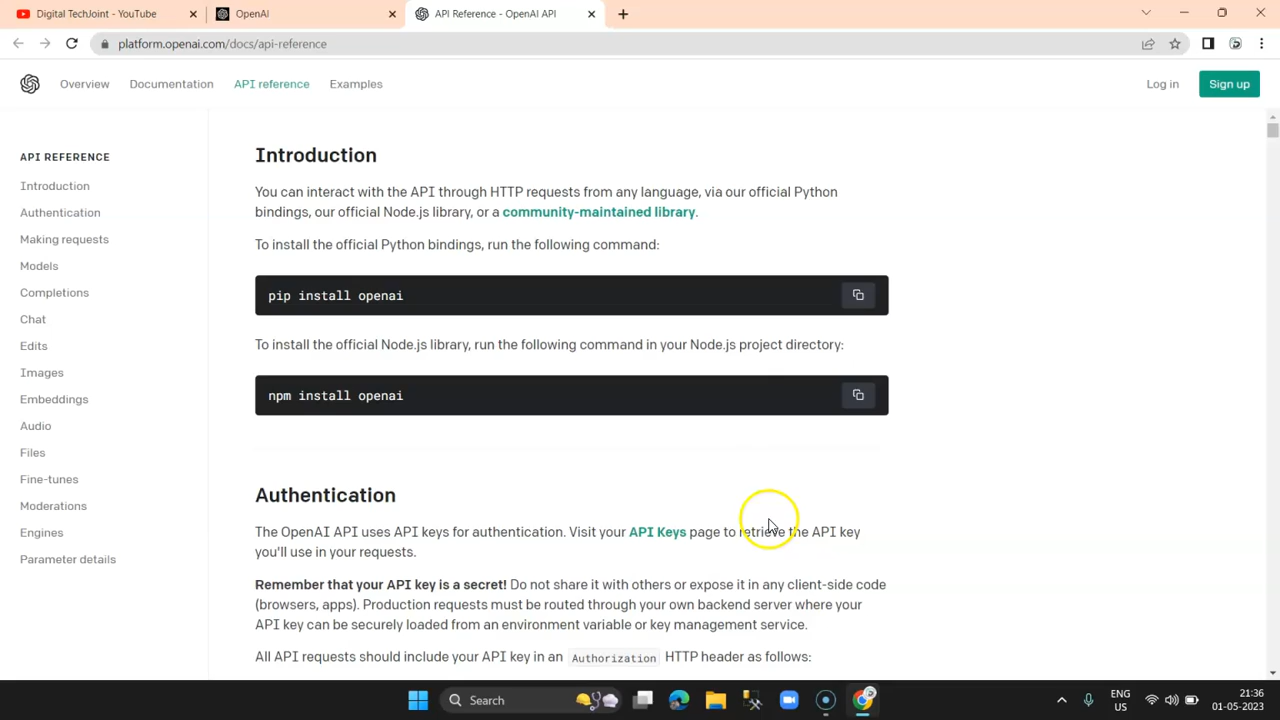 Digital TechJoint - YouTube
OpenAI
API Reference - OpenAI API
platform.openai.com/docs/api-reference
Overview
Documentation
API reference
Examples
Log in
Sign up
API REFERENCE
Introduction
Authentication
Making requests
Models
Completions
Chat
Edits
Images
Embeddings
Audio
Files
Fine-tunes
Moderations
Engines
Parameter details
Introduction
You can interact with the API through HTTP requests from any language, via our official Python
bindings, our official Node.js library, or a community-maintained library.
To install the official Python bindings, run the following command:
pip install openai
To install the official Node.js library, run the following command in your Node.js project directory:
npm install openai
Authentication
The OpenAI API uses API keys for authentication. Visit your API Keys page to retrieve the API key
you'll use in your requests.
Remember that your API key is a secret! Do not share it with others or expose it in any client-side code
(browsers, apps). Production requests must be routed through your own backend server where your
API key can be securely loaded from an environment variable or key management service.
All API requests should include your API key in an Authorization HTTP header as follows:
Search
ENG
US
21:36
01-05-2023